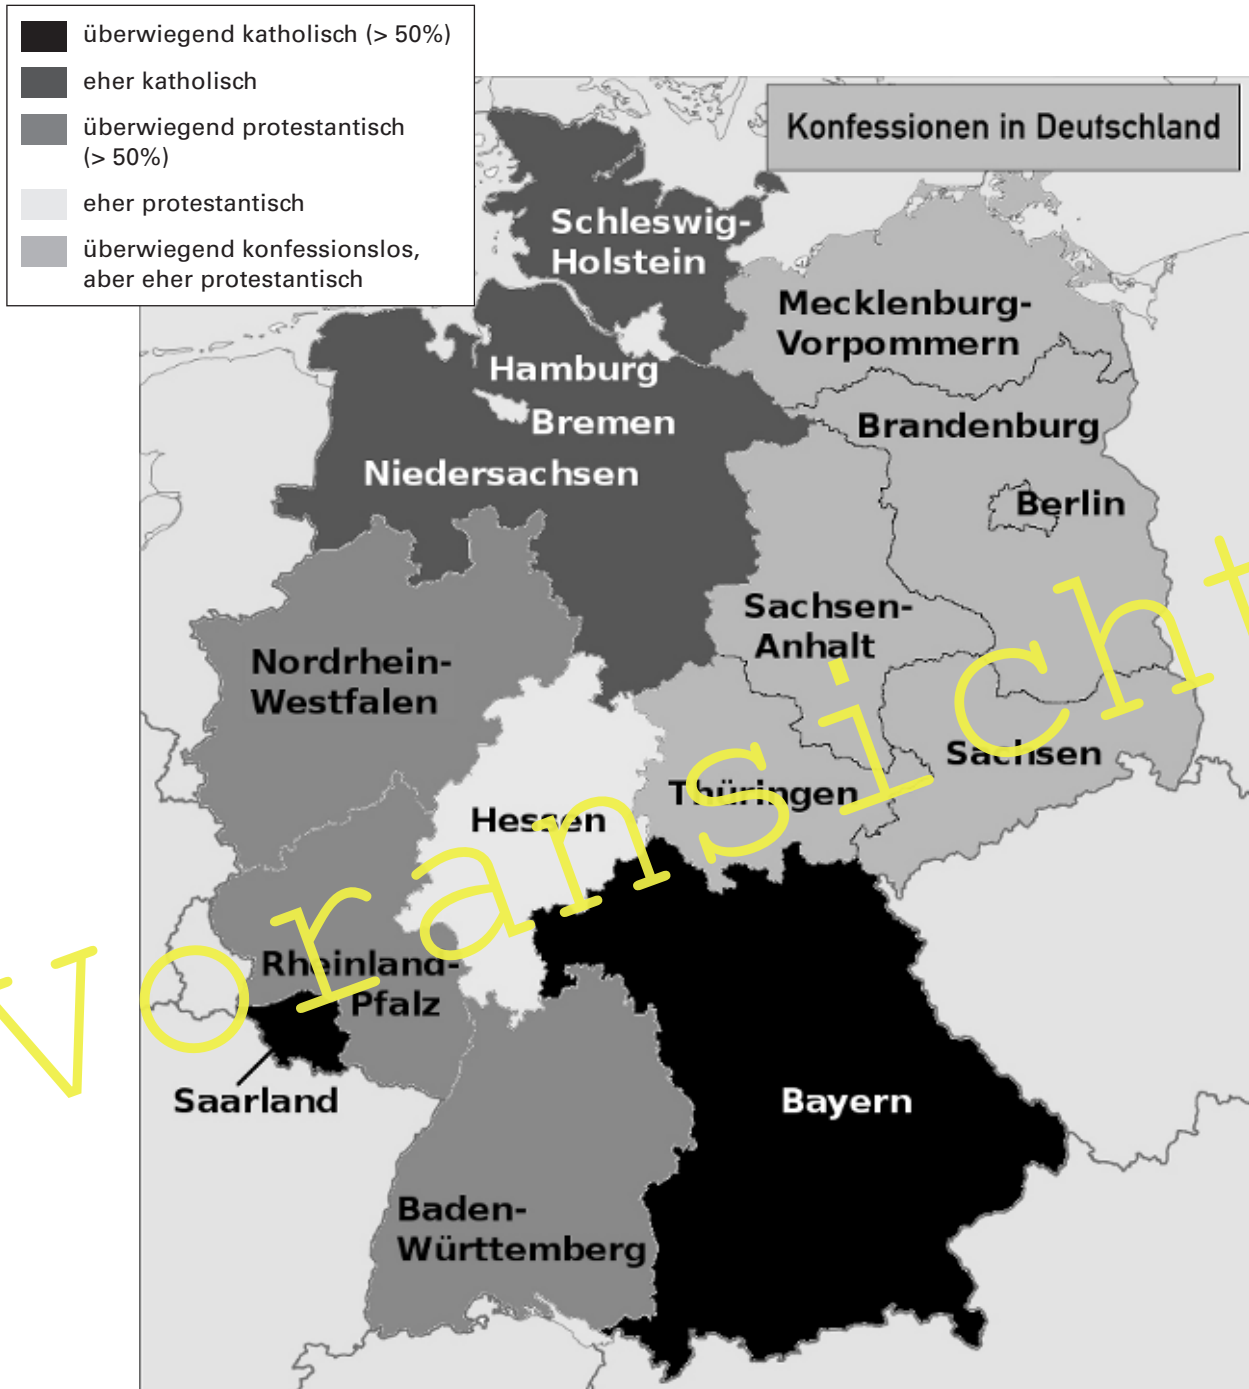 überwiegend katholisch (> 50%)
eher katholisch
überwiegend protestantisch
(> 50%)
eher protestantisch
überwiegend konfessionslos,
aber eher protestantisch
Konfessionen in Deutschland
Schleswig-
Holstein
Mecklenburg-
Vorpommern
Hamburg
Bremen
Brandenburg
Niedersachsen
Berlin
Sachsen-
Anhalt
Nordrhein-
Westfalen
Sachsen
Thüringen
Hessen
Rheinland-
Pfalz
Saarland
Bayern
Baden-
Württemberg
Voransicht